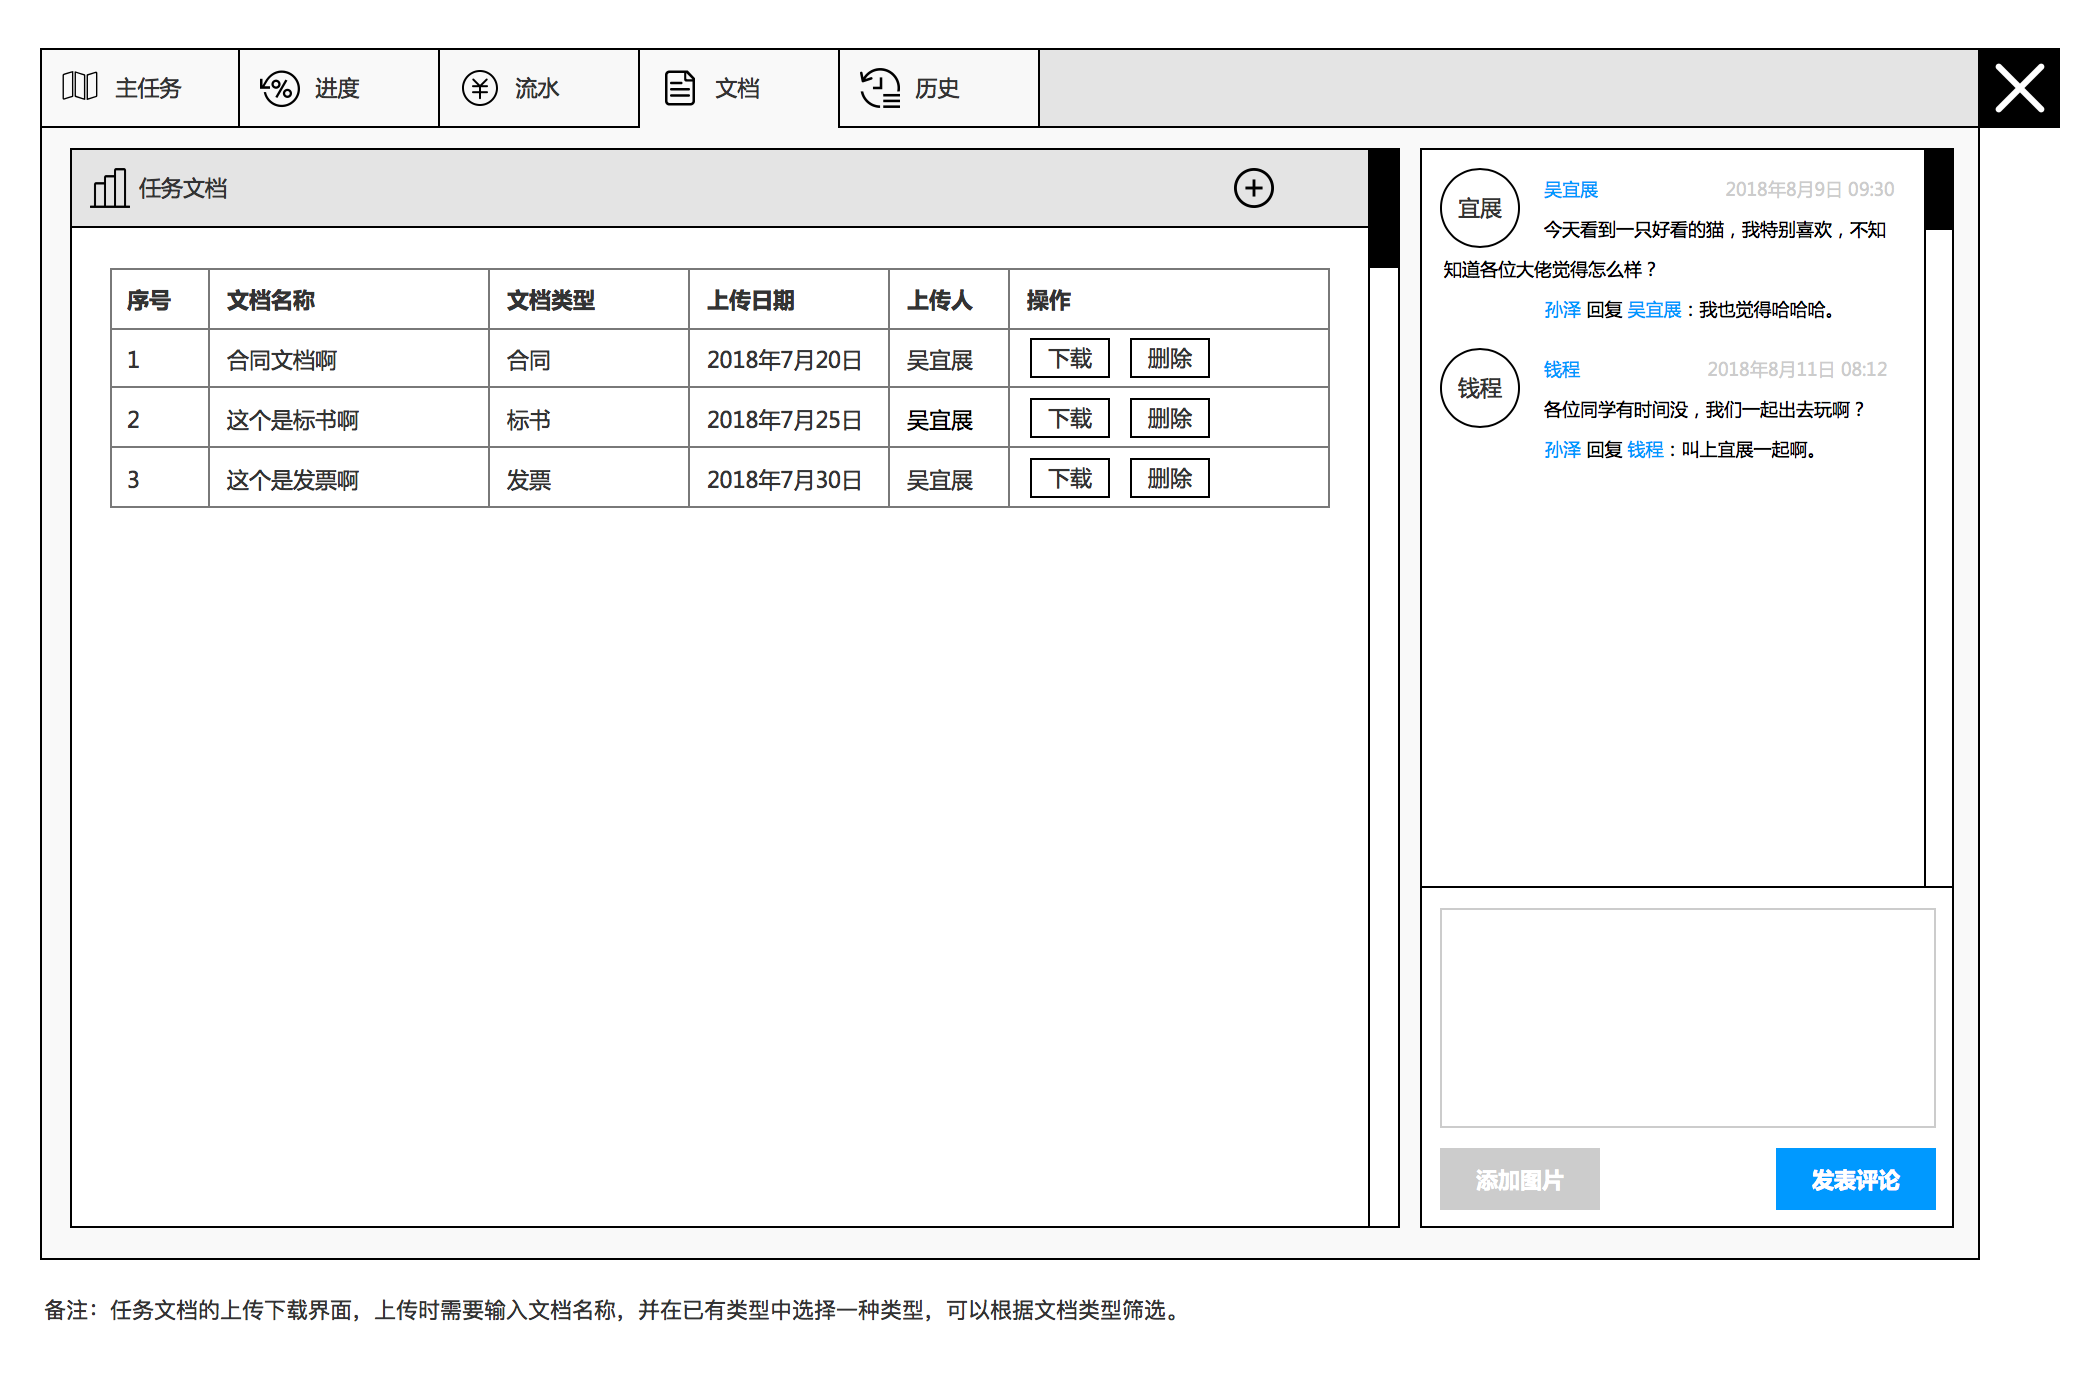 主任务 进度 流水 文档 历史
任务文档
序号 文档名称 文档类型 上传日期 上传人 操作
1 合同文档啊 合同 2018年7月20日 吴宜展 下载 删除
2 这个是标书啊 标书 2018年7月25日 吴宜展 下载 删除
3 这个是发票啊 发票 2018年7月30日 吴宜展 下载 删除
宜展
吴宜展 2018年8月9日 09:30
今天看到一只好看的猫，我特别喜欢，不知
知道各位大佬觉得怎么样？
孙泽 回复 吴宜展：我也觉得哈哈哈。
钱程
钱程 2018年8月11日 08:12
各位同学有时间没，我们一起出去玩啊？
孙泽 回复 钱程：叫上宜展一起啊。
添加图片 发表评论
备注：任务文档的上传下载界面，上传时需要输入文档名称，并在已有类型中选择一种类型，可以根据文档类型筛选。